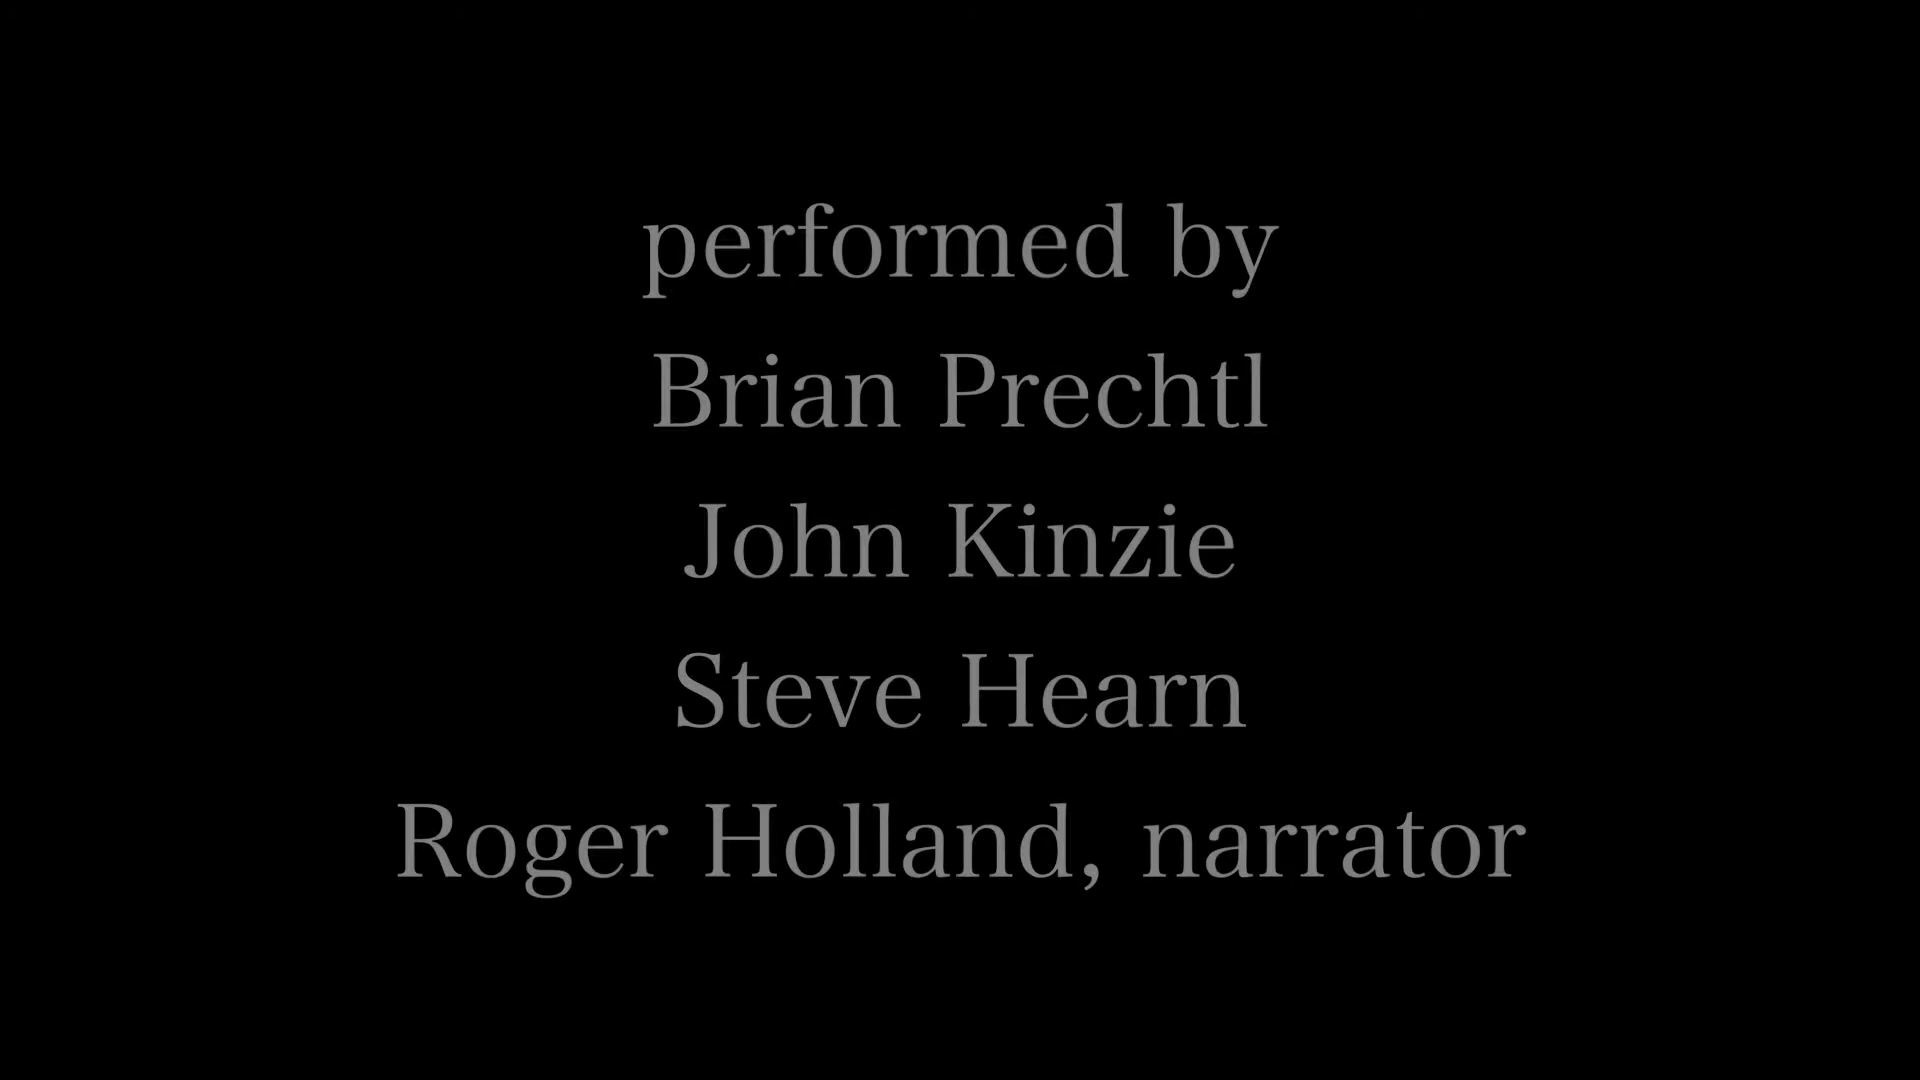 performed by
Brian Prechtl
John Kinzie
Steve Hearn
Roger Holland, narrator